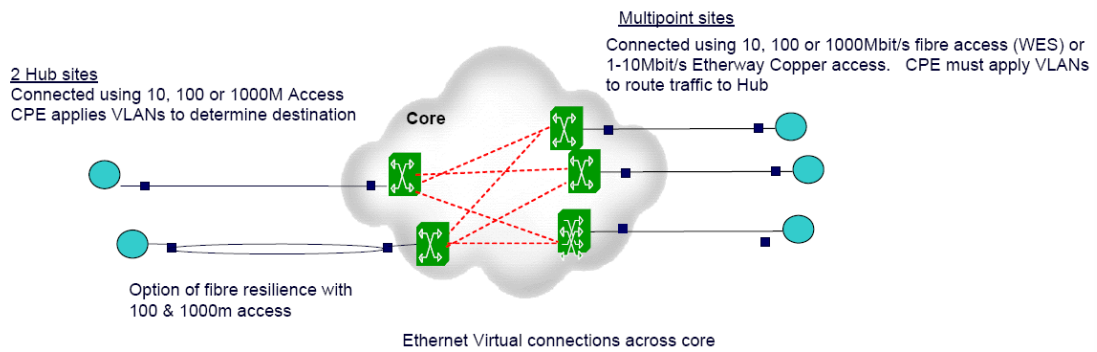 Multipoint sites
Connected using 10, 100 or 1000Mbit/s fibre access (WES) or
1-10Mbit/s Etherway Copper access. CPE must apply VLANs
to route traffic to Hub
2 Hub sites
Connected using 10, 100 or 1000M Access
CPE applies VLANs to determine destination
Core
Option of fibre resilience with
100 & 1000m access
Ethernet Virtual connections across core